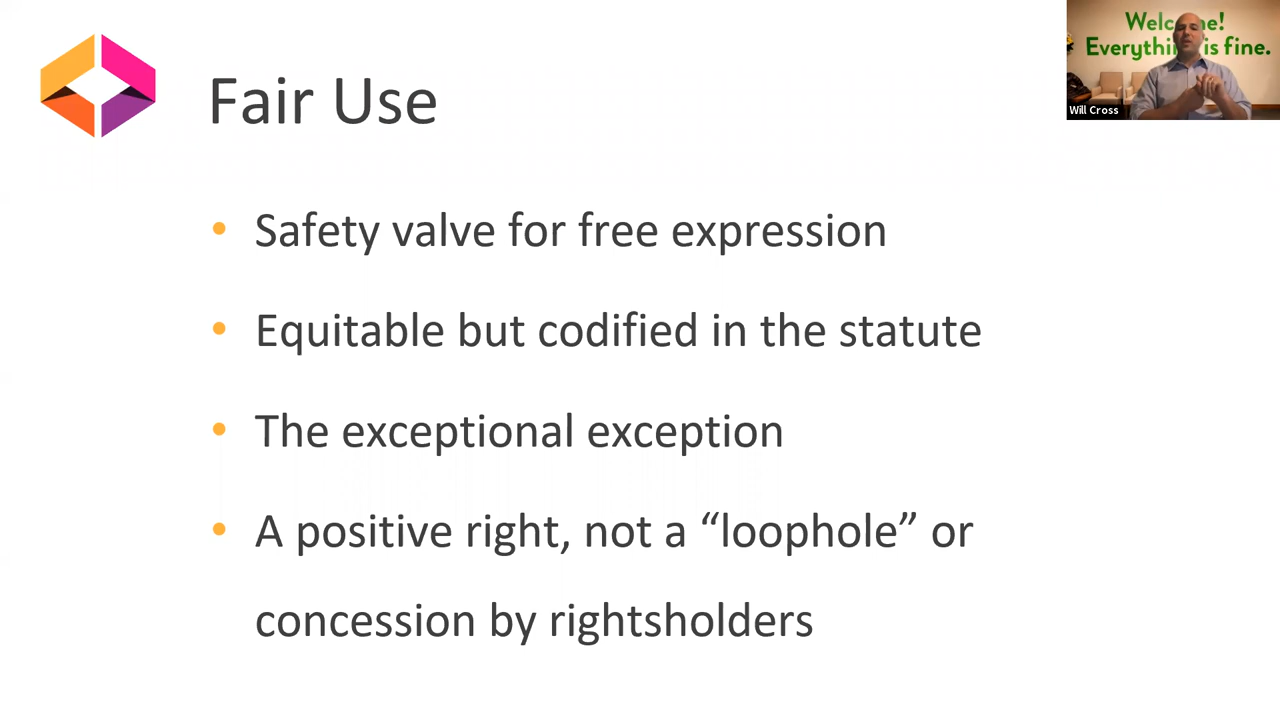 Fair Use
Welcome!
Everything is fine.
Will Cross
• Safety valve for free expression
• Equitable but codified in the statute
• The exceptional exception
• A positive right, not a “loophole” or
concession by rightsholders